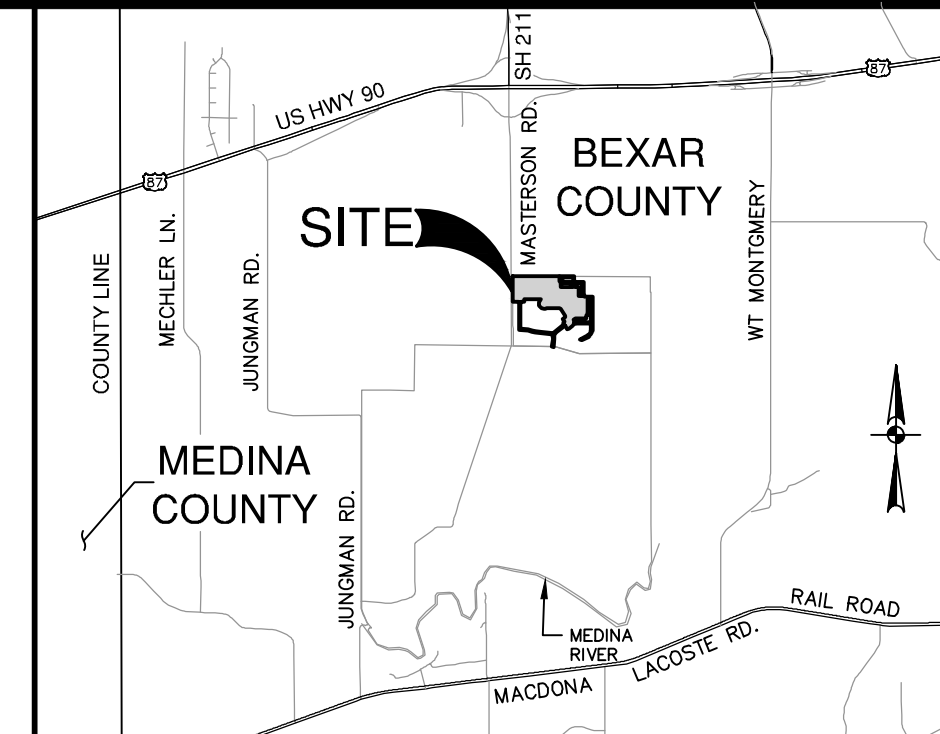 SH 211
87
US HWY 90
MASTERSON RD.
BEXAR
COUNTY
87
SITE
MECHLER LN.
WT MONTGMERY
COUNTY LINE
JUNGMAN RD.
MEDINA
COUNTY
JUNGMAN RD.
RAIL ROAD
MEDINA
RIVER
LACOSTE RD.
MACDONA